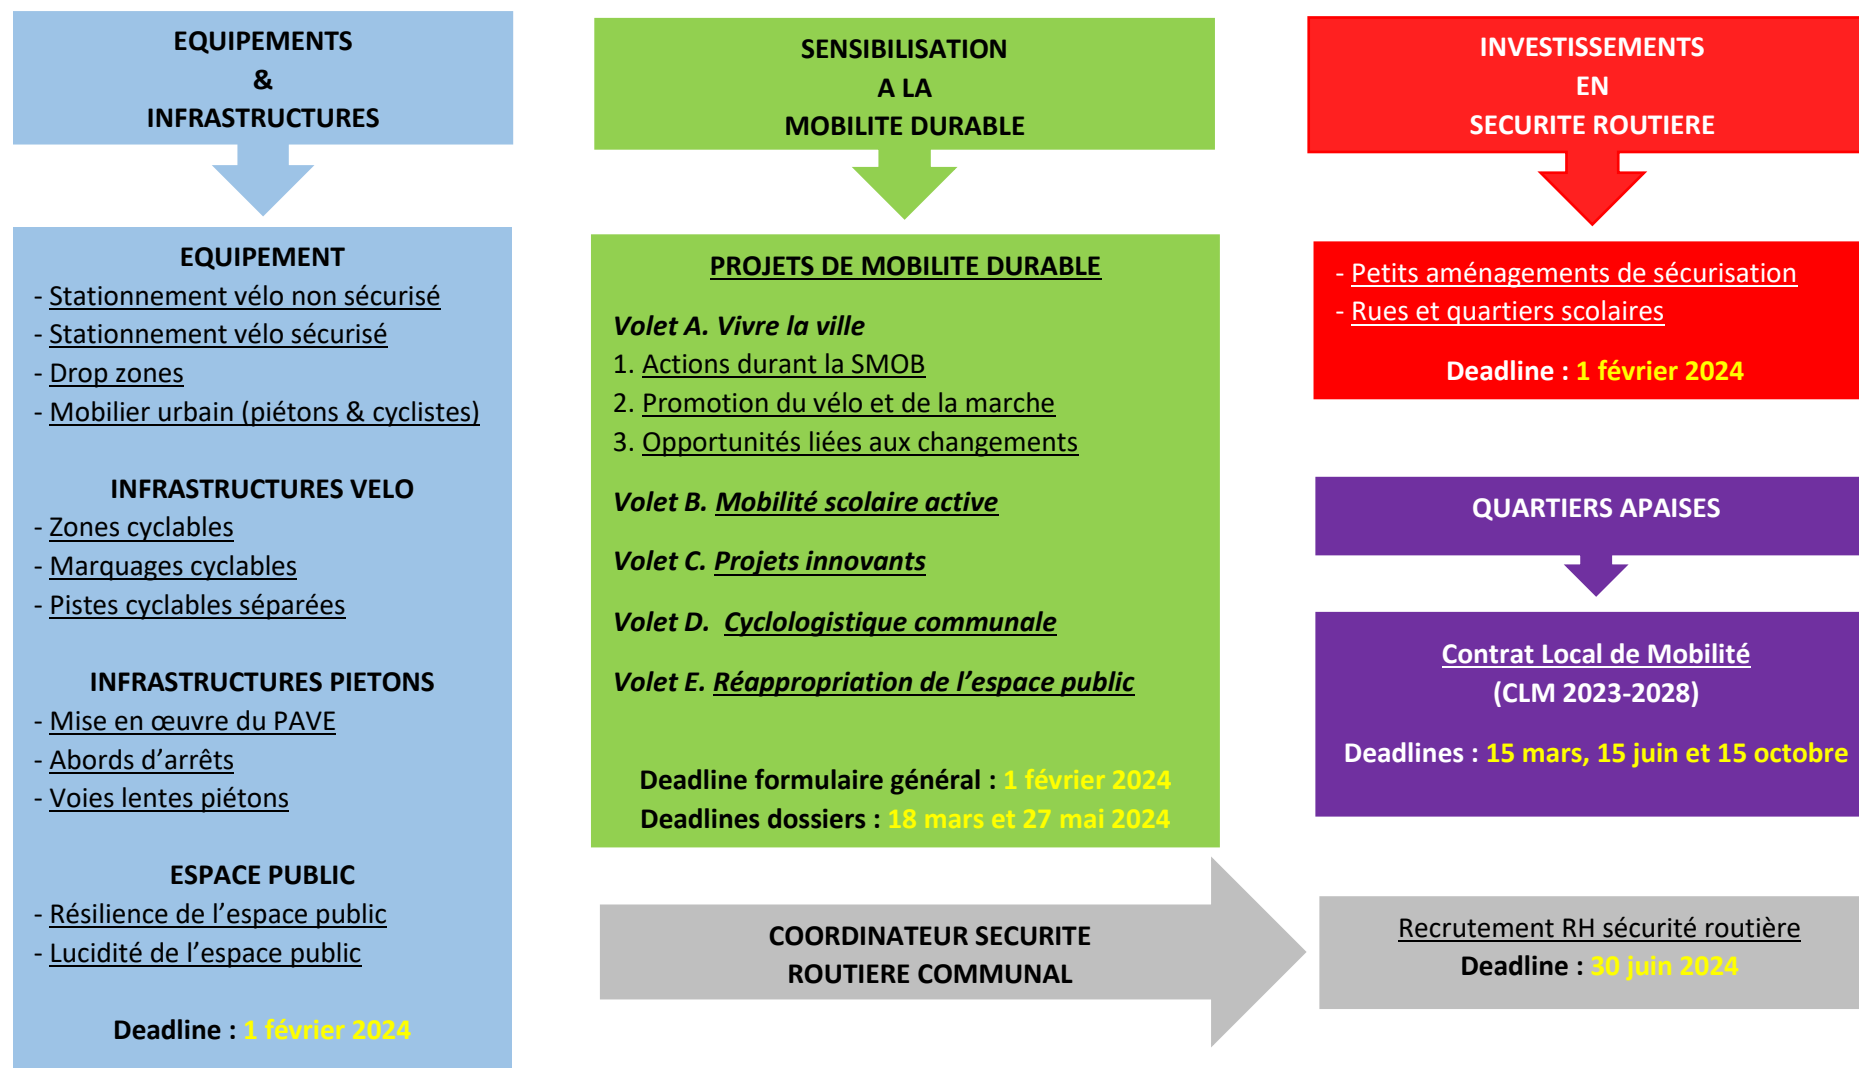 EQUIPEMENTS
&
INFRASTRUCTURES
EQUIPEMENT
- Stationnement vélo non sécurisé
- Stationnement vélo sécurisé
- Drop zones
- Mobilier urbain (piétons & cyclistes)
INFRASTRUCTURES VELO
- Zones cyclables
- Marquages cyclables
- Pistes cyclables séparées
INFRASTRUCTURES PIETONS
- Mise en œuvre du PAVE
- Abords d’arrêts
- Voies lentes piétons
ESPACE PUBLIC
- Résilience de l’espace public
- Lucidité de l’espace public
Deadline : 1 février 2024
SENSIBILISATION
A LA
MOBILITE DURABLE
PROJETS DE MOBILITE DURABLE
Volet A. Vivre la ville
1. Actions durant la SMOB
2. Promotion du vélo et de la marche
3. Opportunités liées aux changements
Volet B. Mobilité scolaire active
Volet C. Projets innovants
Volet D. Cyclologistique communale
Volet E. Réappropriation de l’espace public
Deadline formulaire général : 1 février 2024
Deadlines dossiers : 18 mars et 27 mai 2024
INVESTISSEMENTS
EN
SECURITE ROUTIERE
- Petits aménagements de sécurisation
- Rues et quartiers scolaires
Deadline : 1 février 2024
QUARTIERS APAISES
Contrat Local de Mobilité
(CLM 2023-2028)
Deadlines : 15 mars, 15 juin et 15 octobre
COORDINATEUR SECURITE
ROUTIERE COMMUNAL
Recrutement RH sécurité routière
Deadline : 30 juin 2024